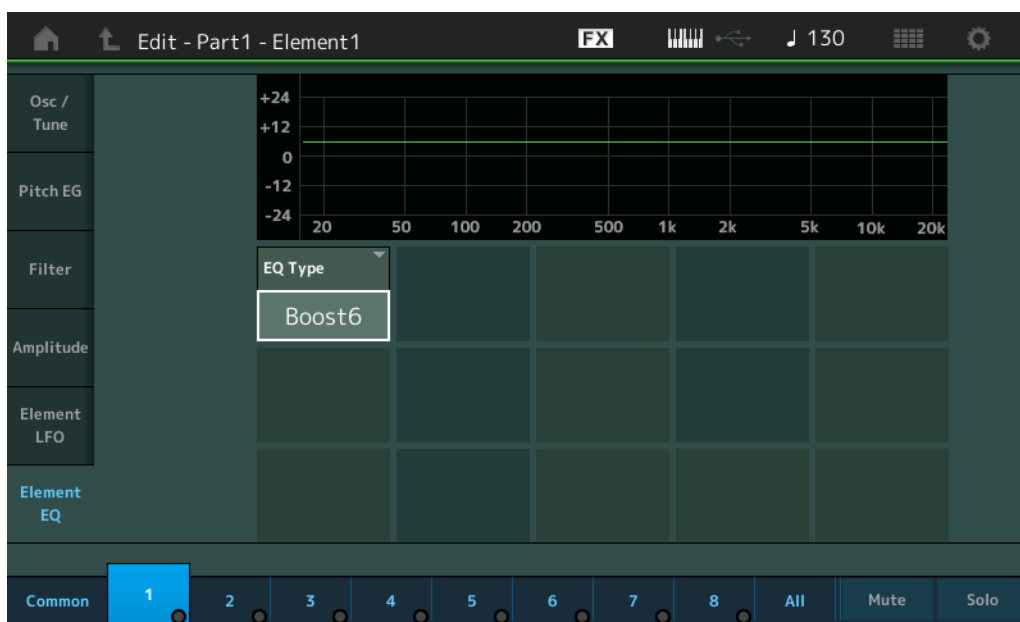 Edit - Part1 - Element1
FX
130
Osc /
Tune
Pitch EG
Filter
Amplitude
Element
LFO
Element
EQ
+24
+12
0
-12
-24
20 50 100 200 500 1k 2k 5k 10k 20k
EQ Type
Boost6
Common 1 2 3 4 5 6 7 8 All Mute Solo